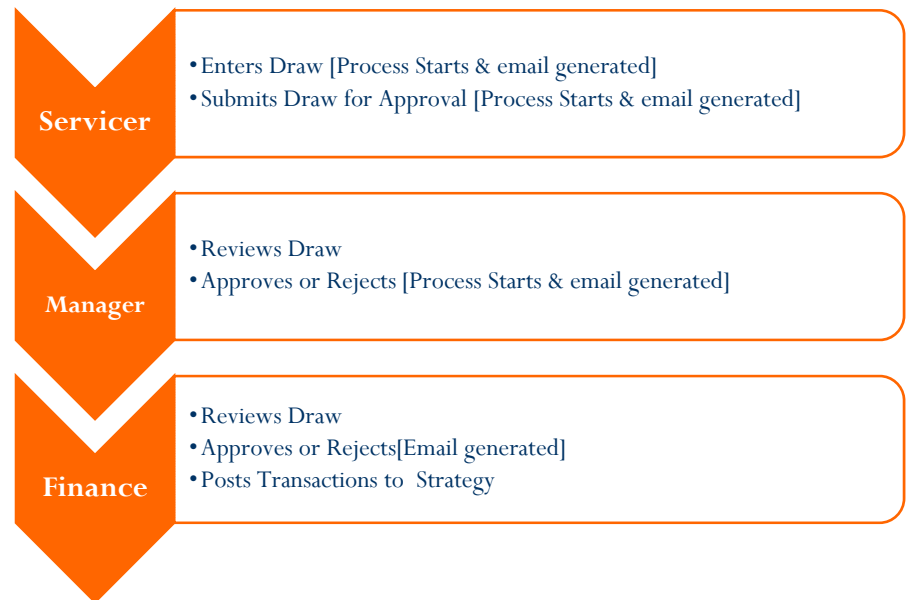 Servicer
•Enters Draw [Process Starts & email generated]
•Submits Draw for Approval [Process Starts & email generated]
Manager
•Reviews Draw
•Approves or Rejects [Process Starts & email generated]
Finance
•Reviews Draw
•Approves or Rejects[Email generated]
•Posts Transactions to  Strategy